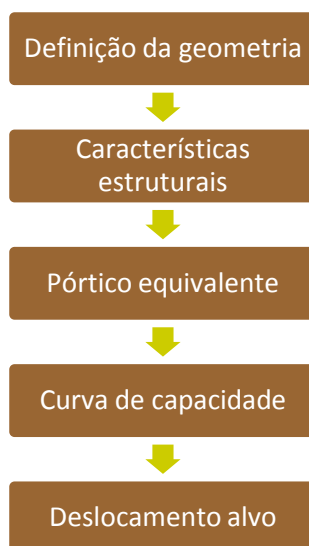 Definição da geometria
Características
estruturais
Pórtico equivalente
Curva de capacidade
Deslocamento alvo